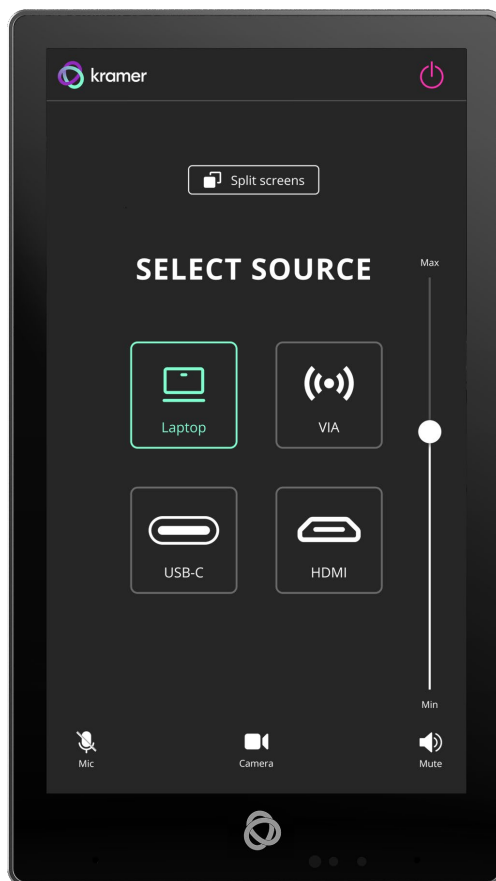 kramer
Split screens
SELECT SOURCE
Max
Laptop
VIA
USB-C
HDMI
Min
Mic
Camera
Mute